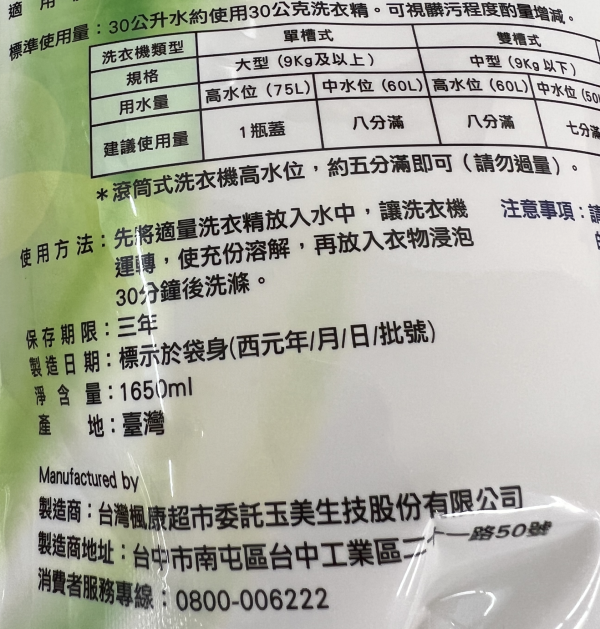 適用
標準使用量：30公升水約使用30公克洗衣精。可視髒污程度酌量增減。
洗衣機類型 單槽式 雙槽式
規格 大型（9Kg及以上） 中型（9Kg以下）
用水量 高水位（75L） 中水位（60L） 高水位（60L） 中水位（50
建議使用量 1瓶蓋 八分滿 八分滿 七分滿
＊滾筒式洗衣機高水位，約五分滿即可（請勿過量）。
使用方法：先將適量洗衣精放入水中，讓洗衣機
運轉，使充份溶解，再放入衣物浸泡
30分鐘後洗滌。
注意事項：請
保存期限：三年
製造日期：標示於袋身(西元年/月/日/批號)
淨含量：1650ml
產地：臺灣
Manufactured by
製造商：台灣楓康超市委託玉美生技股份有限公司
製造商地址：台中市南屯區台中工業區二十一路50號
消費者服務專線：0800-006222